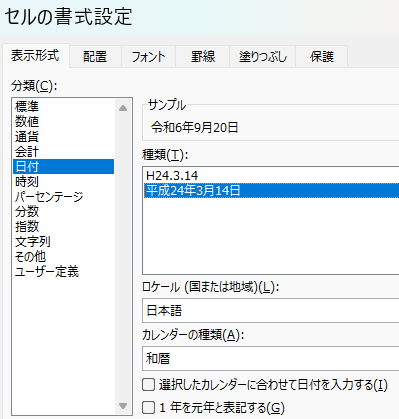 セルの書式設定
表示形式 配置 フォント 罫線 塗りつぶし 保護
分類(C):
標準
数値
通貨
会計
日付
時刻
パーセンテージ
分数
指数
文字列
その他
ユーザー定義
サンプル
令和6年9月20日
種類(T):
H24.3.14
平成24年3月14日
ロケール (国または地域)(L):
日本語
カレンダーの種類(A):
和暦
選択したカレンダーに合わせて日付を入力する(I)
1 年を元年と表記する(G)